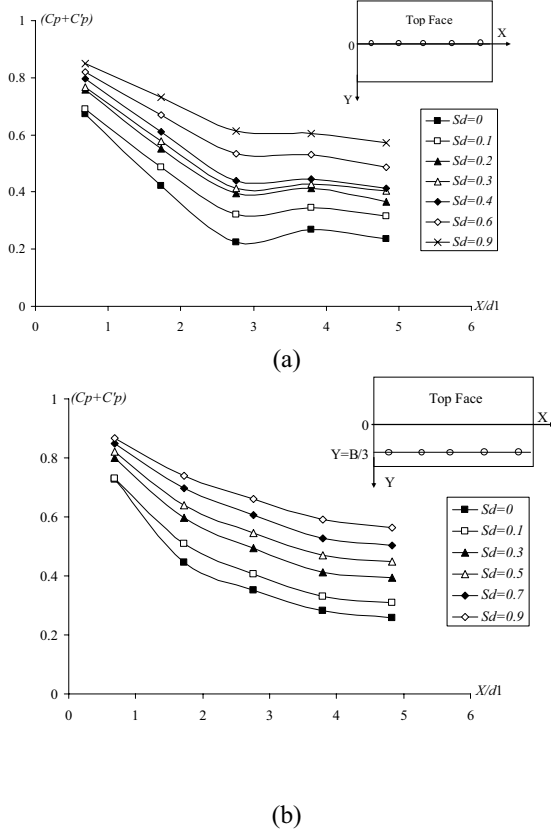 (Cp+C'p)
1
0.8
0.6
0.4
0.2
0
0 1 2 3 4 5 6
X/d1
Top Face
0
X
Y
Sd=0
Sd=0.1
Sd=0.2
Sd=0.3
Sd=0.4
Sd=0.6
Sd=0.9
(a)
(Cp+C'p)
1
0.8
0.6
0.4
0.2
0
0 1 2 3 4 5 6
X/d1
Top Face
0
X
Y=B/3
Y
Sd=0
Sd=0.1
Sd=0.3
Sd=0.5
Sd=0.7
Sd=0.9
(b)